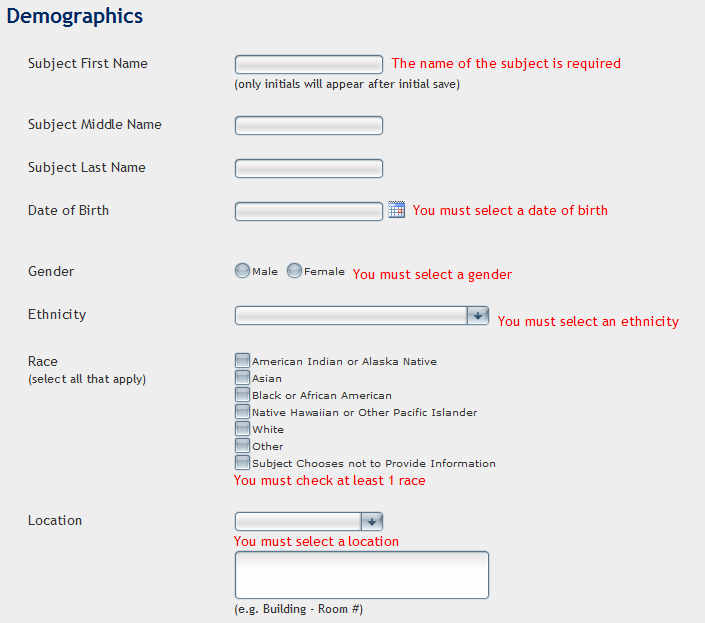 Demographics
Subject First Name The name of the subject is required
(only initials will appear after initial save)
Subject Middle Name
Subject Last Name
Date of Birth You must select a date of birth
Gender Male Female You must select a gender
Ethnicity You must select an ethnicity
Race American Indian or Alaska Native
(select all that apply) Asian
Black or African American
Native Hawaiian or Other Pacific Islander
White
Other
Subject Chooses not to Provide Information
You must check at least 1 race
Location
You must select a location
(e.g. Building - Room #)